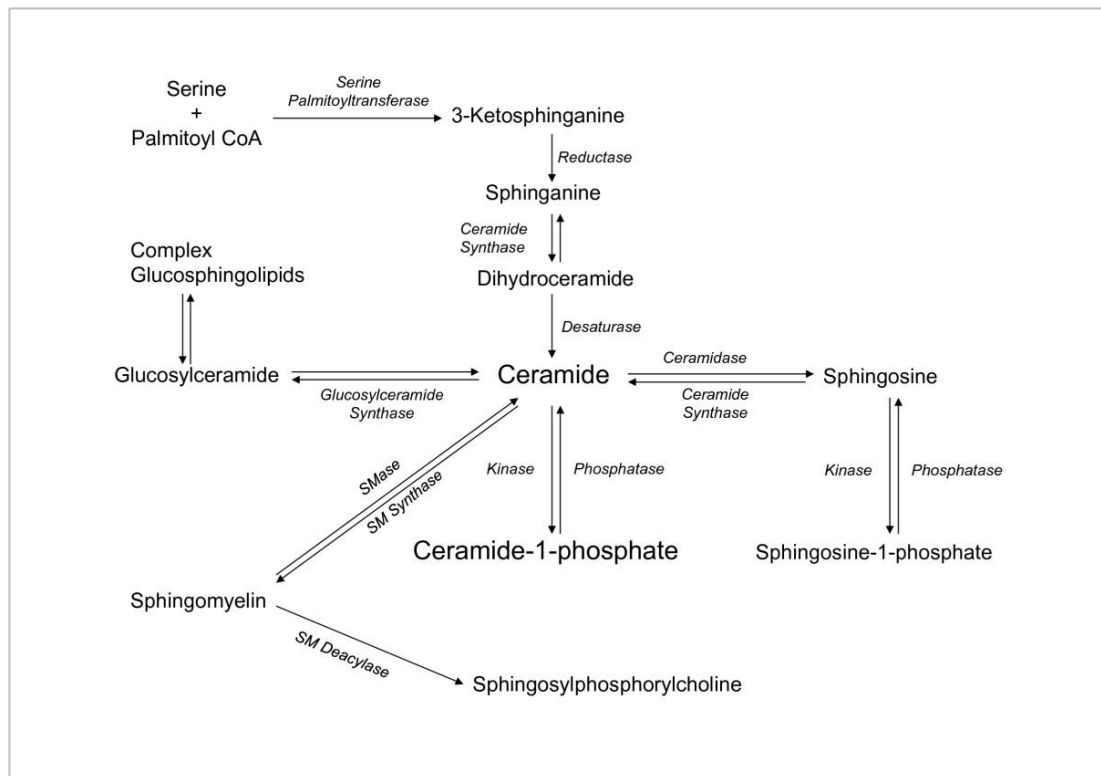 Serine
+
Palmitoyl CoA
Serine
Palmitoyltransferase
3-Ketosphinganine
Reductase
Sphinganine
Ceramide
Synthase
Complex
Glucosphingolipids
Dihydroceramide
Desaturase
Glucosylceramide
Glucosylceramide
Synthase
Ceramide
Ceramidase
Ceramide
Synthase
Sphingosine
SMase
SM Synthase
Kinase
Phosphatase
Kinase
Phosphatase
Ceramide-1-phosphate
Sphingosine-1-phosphate
Sphingomyelin
SM Deacylase
Sphingosylphosphorylcholine